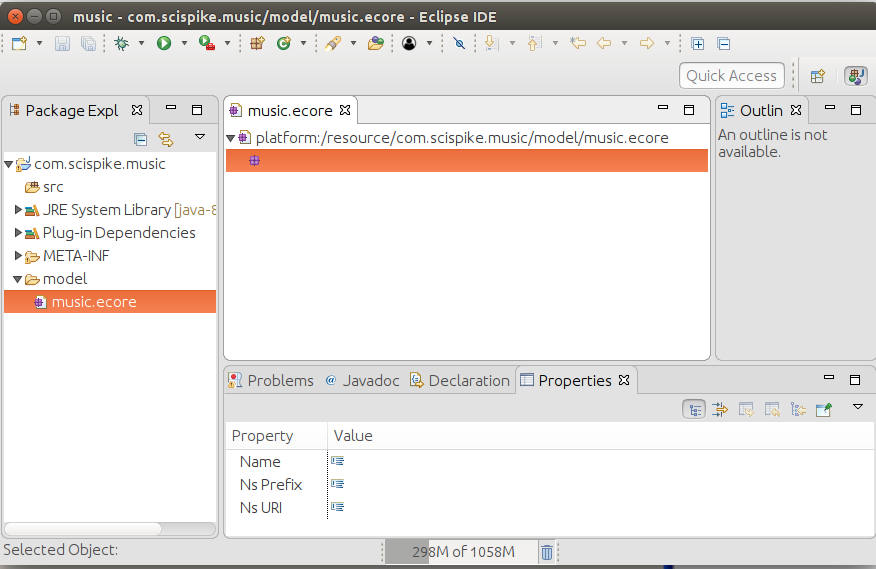 music - com.scispike.music/model/music.ecore - Eclipse IDE
Quick Access
Package Expl
com.scispike.music
src
JRE System Library [java-8
Plug-in Dependencies
META-INF
model
music.ecore
music.ecore
platform:/resource/com.scispike.music/model/music.ecore
Outlin
An outline is not
available.
Problems @ Javadoc Declaration Properties
Property Value
Name
Ns Prefix
Ns URI
Selected Object:
298M of 1058M